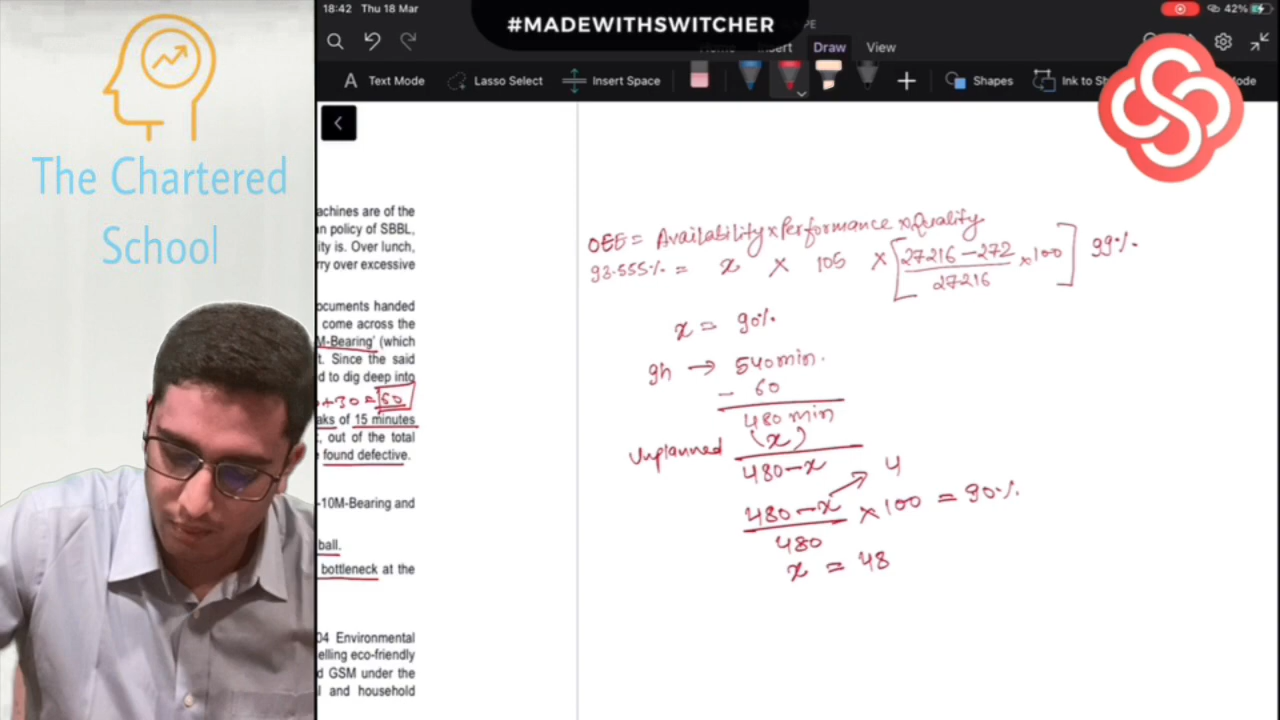 18:42 Thu 18 Mar
#MADEWITHSWITCHER
42%
Insert
Draw
View
Text Mode
Lasso Select
Insert Space
Shapes
Ink to
The Chartered
School
achines are of the
an policy of SBBL,
ity is. Over lunch,
rry over excessive
ocuments handed
come across the
M-Bearing' (which
t. Since the said
d to dig deep into
+30 = 60
aks of 15 minutes
, out of the total
found defective.
-10M-Bearing and
ball.
bottleneck at the
04 Environmental
elling eco-friendly
d GSM under the
l and household
OEE = Availability x Performance x Quality
93.555% = x × 105 × [27216 - 272 / 27216 × 100] 99%
x = 90%
9h → 540 min.
- 60
480 min
Unplanned (x)
480-x
u
480-x / 480 × 100 = 90%
x = 48